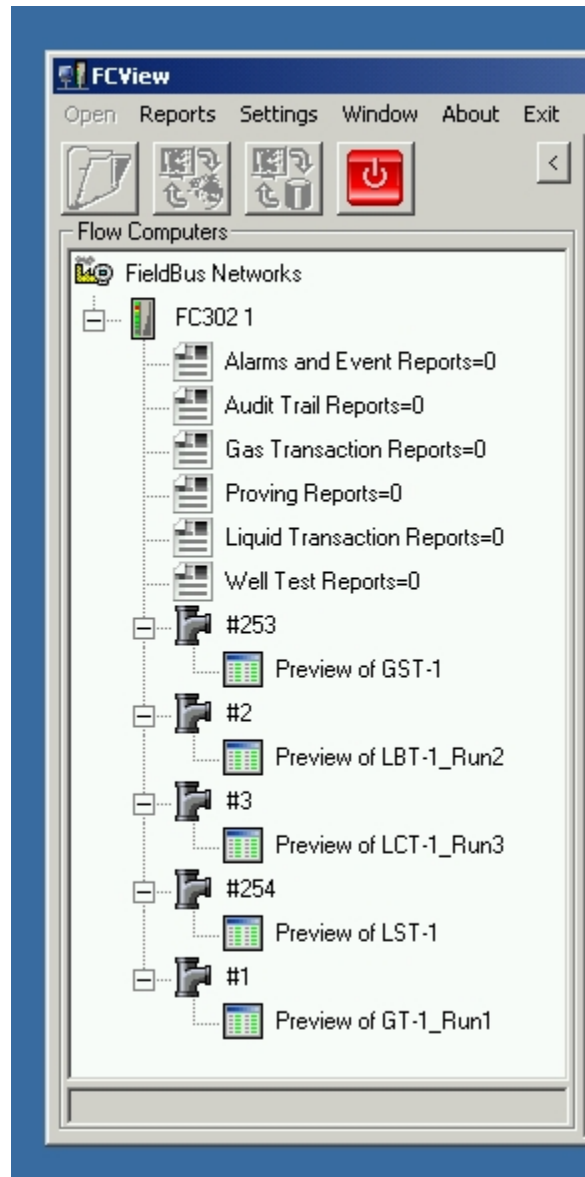 FCView
Open Reports Settings Window About Exit
<
Flow Computers
FieldBus Networks
FC302 1
Alarms and Event Reports=0
Audit Trail Reports=0
Gas Transaction Reports=0
Proving Reports=0
Liquid Transaction Reports=0
Well Test Reports=0
#253
Preview of GST-1
#2
Preview of LBT-1_Run2
#3
Preview of LCT-1_Run3
#254
Preview of LST-1
#1
Preview of GT-1_Run1